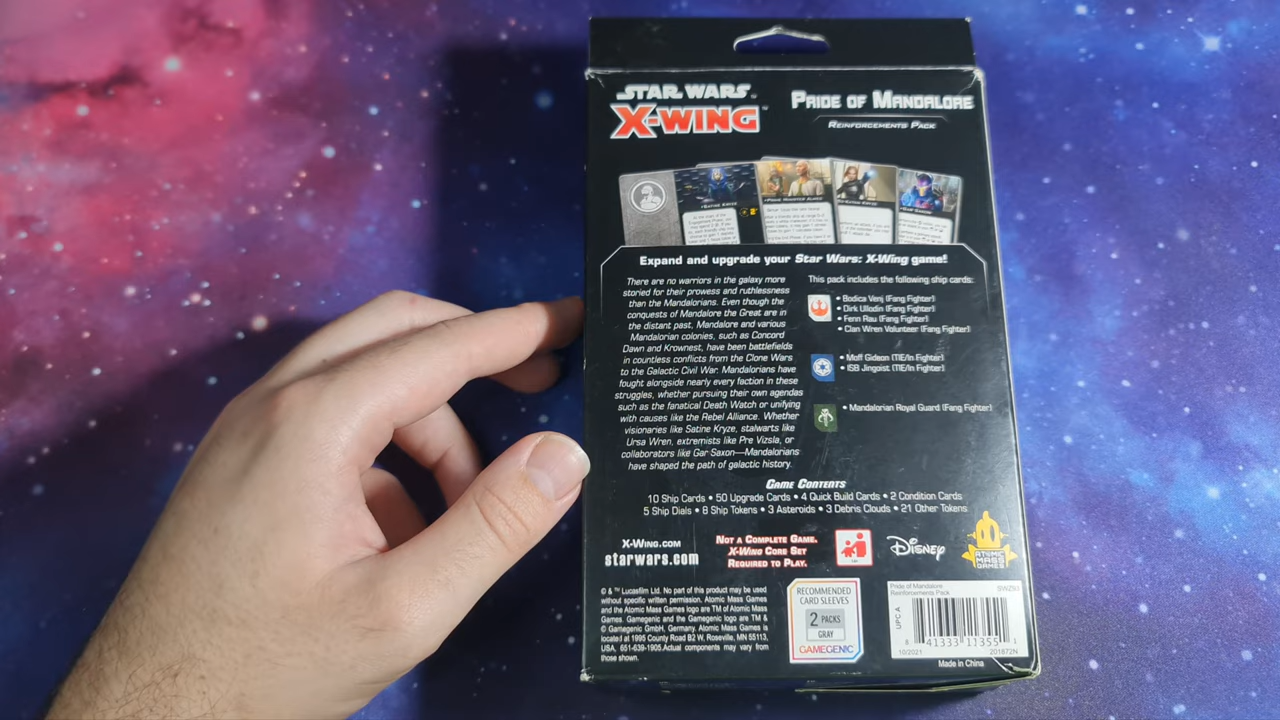 STAR WARS™
X-WING™
PRIDE OF MANDALORE
REINFORCEMENTS PACK
•SATINE KRYZE
•PRIME MINISTER ALMEC
•GAR SAXON
Expand and upgrade your Star Wars: X-Wing game!
There are no warriors in the galaxy more
storied for their prowess and ruthlessness
than the Mandalorians. Even though the
conquests of Mandalore the Great are in
the distant past, Mandalore and various
Mandalorian colonies, such as Concord
Dawn and Krownest, have been battlefields
in countless conflicts from the Clone Wars
to the Galactic Civil War. Mandalorians have
fought alongside nearly every faction in these
struggles, whether pursuing their own agendas
such as the fanatical Death Watch or unifying
with causes like the Rebel Alliance. Whether
visionaries like Satine Kryze, stalwarts like
Ursa Wren, extremists like Pre Vizsla, or
collaborators like Gar Saxon—Mandalorians
have shaped the path of galactic history.
This pack includes the following ship cards:
• Bodica Venj (Fang Fighter)
• Dirk Ullodin (Fang Fighter)
• Fenn Rau (Fang Fighter)
• Clan Wren Volunteer (Fang Fighter)
• Moff Gideon (TIE/ln Fighter)
• ISB Jingoist (TIE/ln Fighter)
• Mandalorian Royal Guard (Fang Fighter)
GAME CONTENTS
10 Ship Cards • 50 Upgrade Cards • 4 Quick Build Cards • 2 Condition Cards
5 Ship Dials • 8 Ship Tokens • 3 Asteroids • 3 Debris Clouds • 21 Other Tokens
X-WING.COM
starwars.com
NOT A COMPLETE GAME.
X-WING CORE SET
REQUIRED TO PLAY.
Disney
ATOMIC
MASS
GAMES
© & ™ Lucasfilm Ltd. No part of this product may be used
without specific written permission. Atomic Mass Games
and the Atomic Mass Games logo are TM of Atomic Mass
Games. Gamegenic and the Gamegenic logo are TM &
© Gamegenic GmbH, Germany. Atomic Mass Games is
located at 1995 County Road B2 W, Roseville, MN 55113,
USA, 651-639-1905.Actual components may vary from
those shown.
RECOMMENDED
CARD SLEEVES
2 PACKS
GRAY
GAMEGENIC
Pride of Mandalore
Reinforcements Pack
UPC A
8 41333 11355 1
10/2021
201872N
Made in China